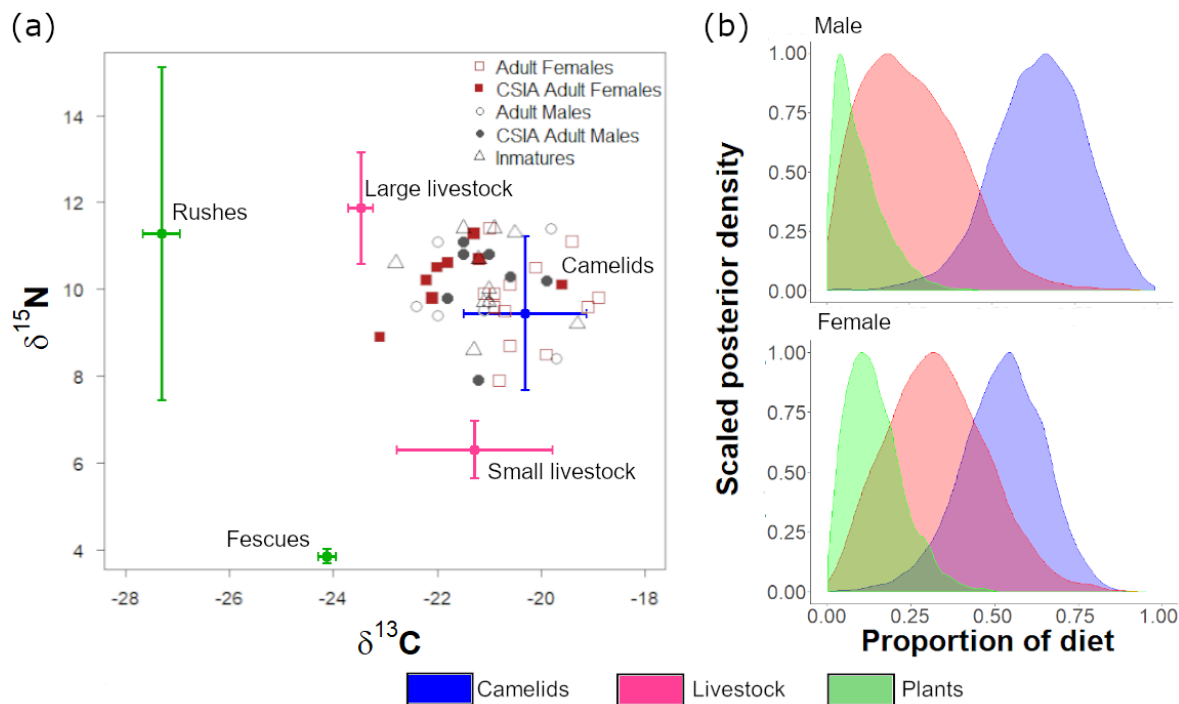 (a)
(b)
14
12
10
8
6
4
δ15N
-28
-26
-24
-22
-20
-18
δ13C
Adult Females
CSIA Adult Females
Adult Males
CSIA Adult Males
Inmatures
Rushes
Large livestock
Camelids
Small livestock
Fescues
Male
1.00
0.75
0.50
0.25
0.00
Female
1.00
0.75
0.50
0.25
0.00
Scaled posterior density
0.00 0.25 0.50 0.75 1.00
Proportion of diet
Camelids Livestock Plants